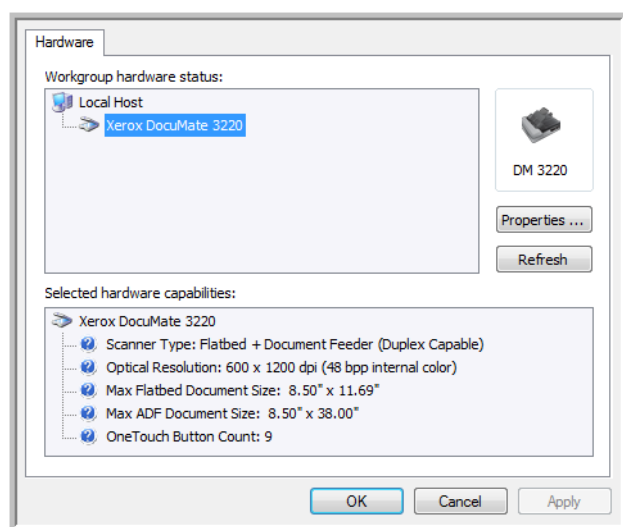 Hardware
Workgroup hardware status:
Local Host
Xerox DocuMate 3220
DM 3220
Properties ...
Refresh
Selected hardware capabilities:
Xerox DocuMate 3220
Scanner Type: Flatbed + Document Feeder (Duplex Capable)
Optical Resolution: 600 x 1200 dpi (48 bpp internal color)
Max Flatbed Document Size: 8.50" x 11.69"
Max ADF Document Size: 8.50" x 38.00"
OneTouch Button Count: 9
OK Cancel Apply